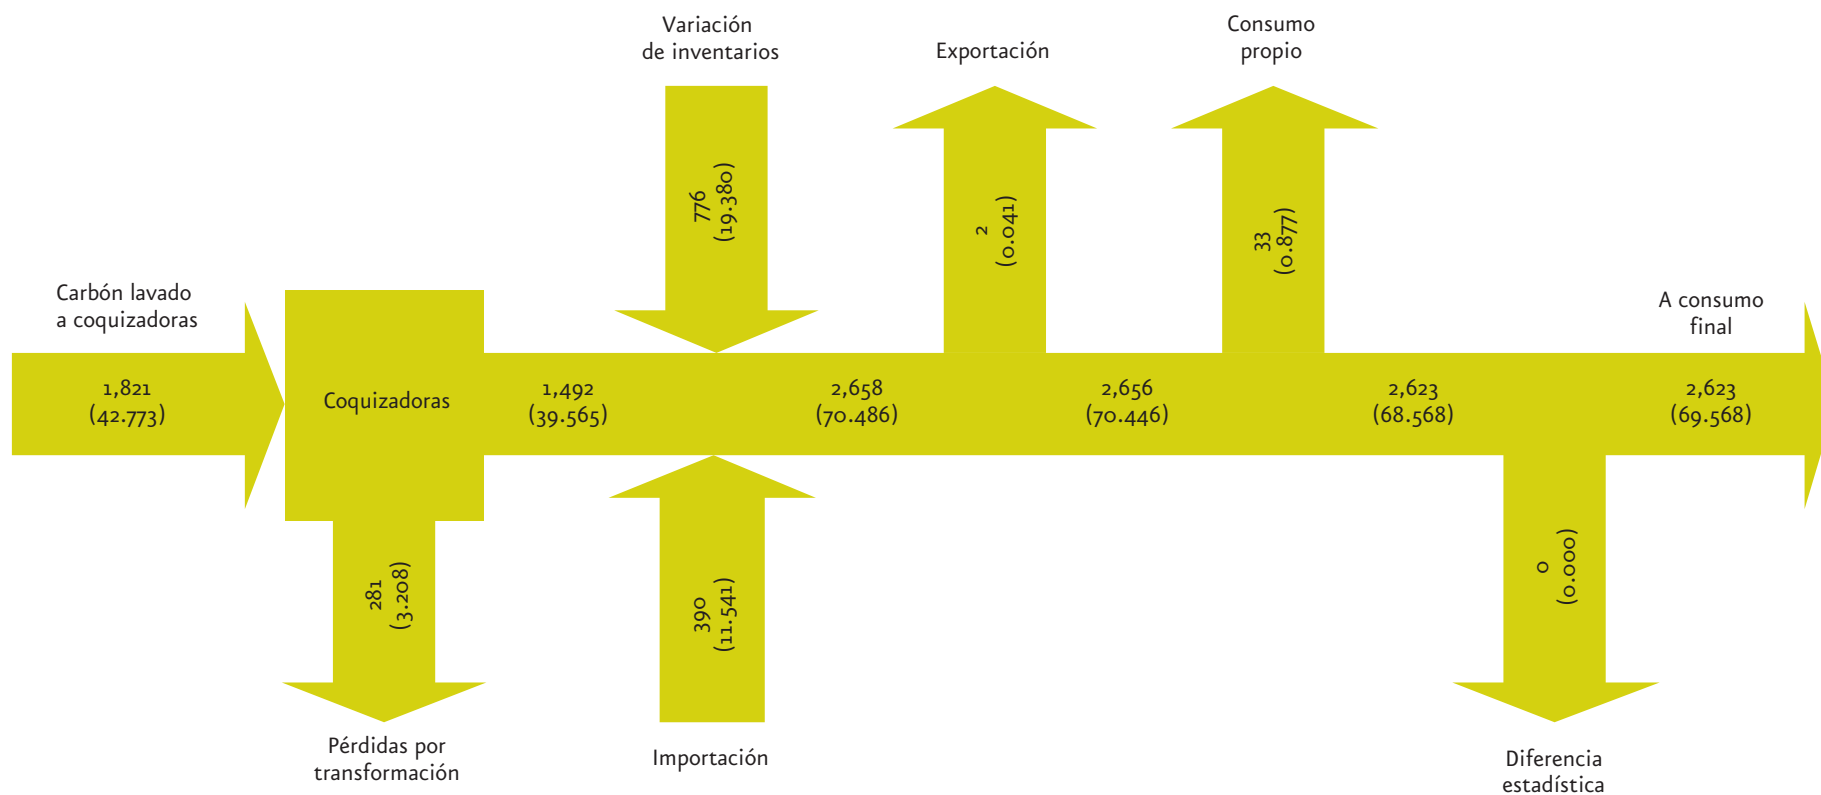 Variación
de inventarios
Exportación
Consumo
propio
776
(19.380)
2
(0.041)
33
(0.877)
Carbón lavado
a coquizadoras
A consumo
final
1,821
(42.773)
Coquizadoras
1,492
(39.565)
2,658
(70.486)
2,656
(70.446)
2,623
(68.568)
2,623
(69.568)
281
(3.208)
390
(11.541)
0
(0.000)
Pérdidas por
transformación
Importación
Diferencia
estadística